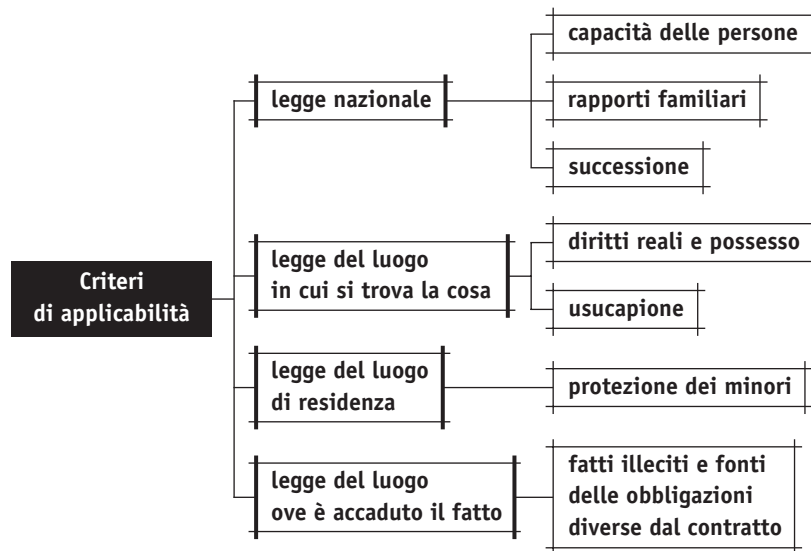 Criteri
di applicabilità
legge nazionale
capacità delle persone
rapporti familiari
successione
legge del luogo
in cui si trova la cosa
diritti reali e possesso
usucapione
legge del luogo
di residenza
protezione dei minori
legge del luogo
ove è accaduto il fatto
fatti illeciti e fonti
delle obbligazioni
diverse dal contratto